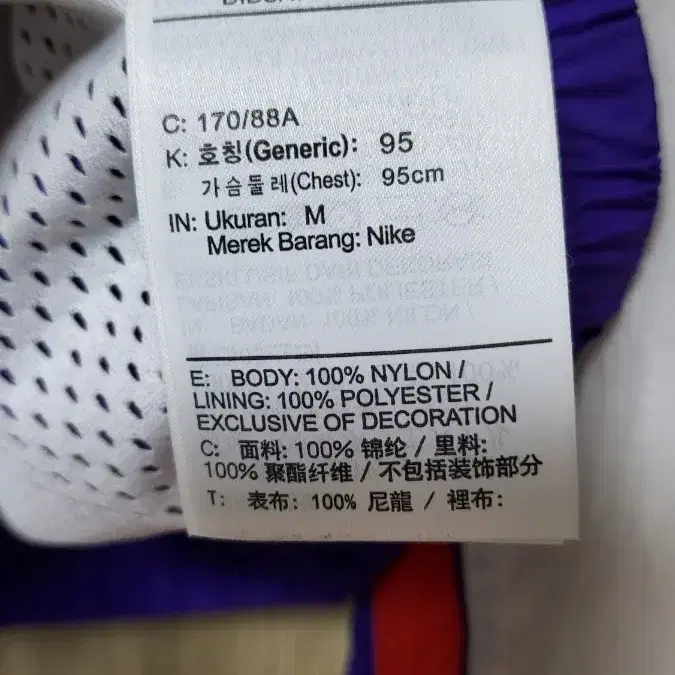 C: 170/88A
K: 호칭(Generic): 95
가슴둘레(Chest): 95cm
IN: Ukuran: M
Merek Barang: Nike
E: BODY: 100% NYLON /
LINING: 100% POLYESTER /
EXCLUSIVE OF DECORATION
C: 面料: 100% 锦纶 / 里料:
100% 聚酯纤维 / 不包括装饰部分
T: 表布: 100% 尼龍 / 裡布: